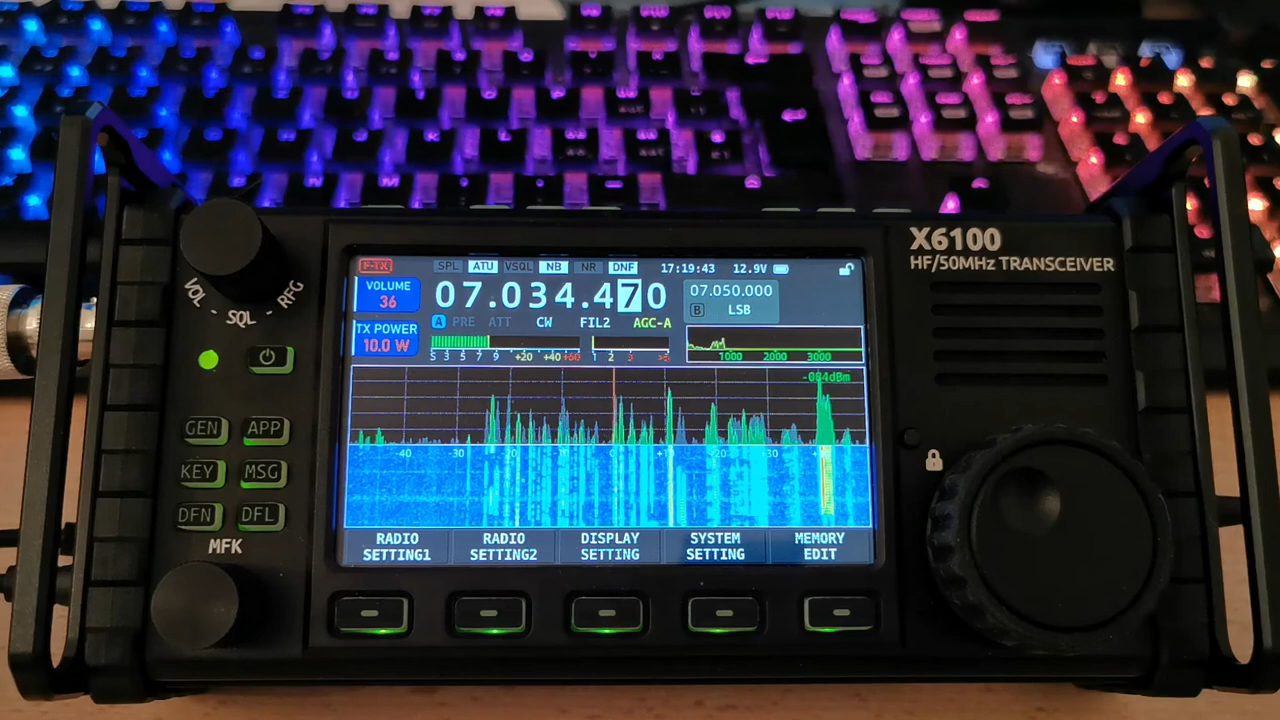 X6100
HF/50MHz TRANSCEIVER
F-TX
SPL ATU VSQL NB NR DNF 17:19:43 12.9V
VOLUME
36
07.034.470
07.050.000
B LSB
A PRE ATT CW FIL2 AGC-A
TX POWER
10.0 W
S 3 5 7 9 +20 +40 +60
1 2 3
1000 2000 3000
-084dBm
-40 -30 -20 -10 0 +10 +20 +30
RADIO SETTING1
RADIO SETTING2
DISPLAY SETTING
SYSTEM SETTING
MEMORY EDIT
VOL - SQL - RFG
GEN APP
KEY MSG
DFN DFL
MFK